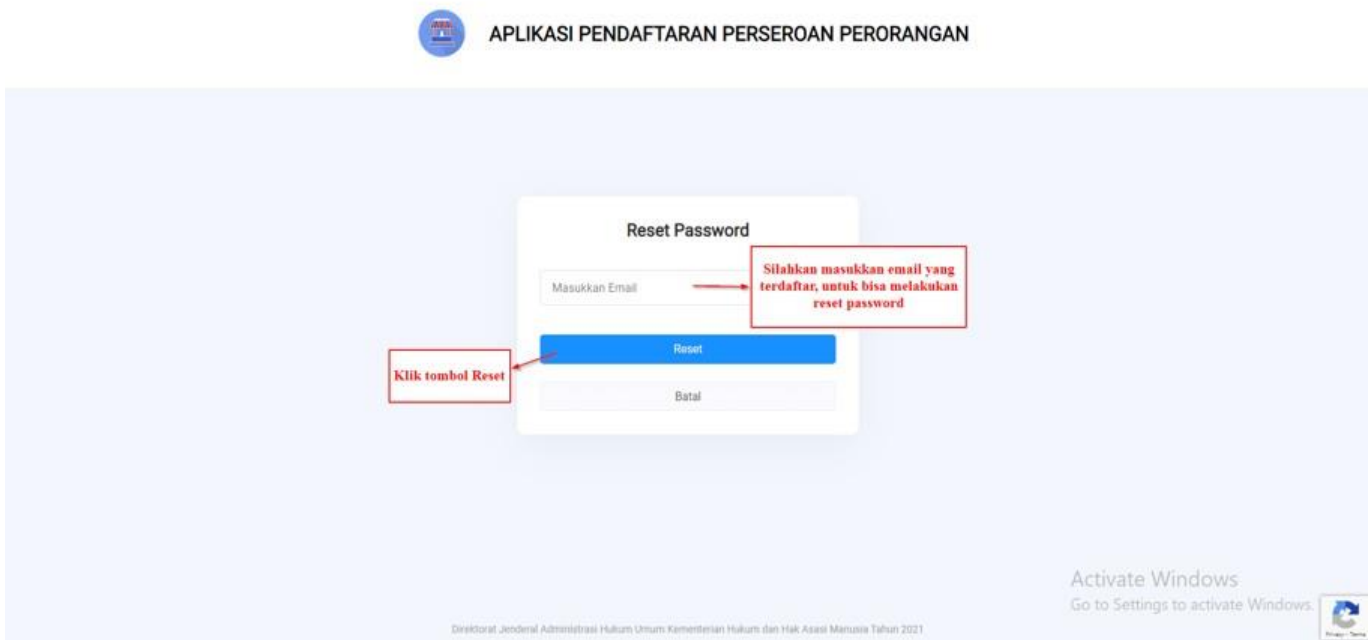 APLIKASI PENDAFTARAN PERSEROAN PERORANGAN
Reset Password
Masukkan Email
Silahkan masukkan email yang
terdaftar, untuk bisa melakukan
reset password
Reset
Klik tombol Reset
Batal
Activate Windows
Go to Settings to activate Windows.
Direktorat Jenderal Administrasi Hukum Umum Kementerian Hukum dan Hak Asasi Manusia Tahun 2021
Privacy - Terms